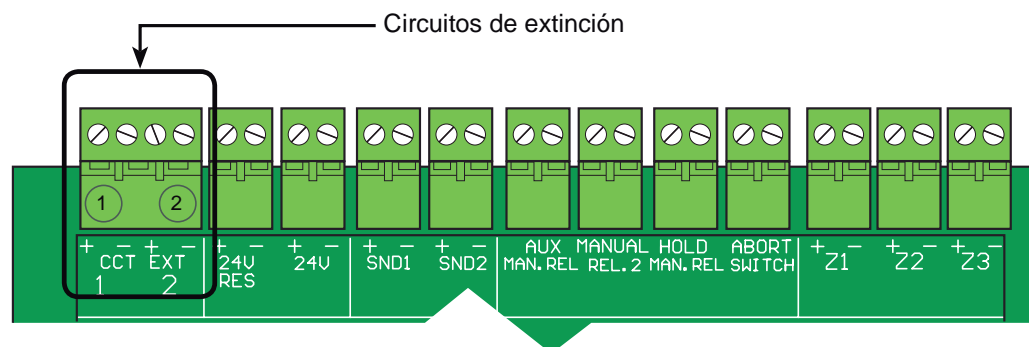 Circuitos de extinción
1 2
+ − + − + − + − + − + − + − + − + −
CCT EXT
1 2
24V
RES
24V
SND1
SND2
AUX
MAN.REL
MANUAL
REL.2
HOLD
MAN.REL
ABORT
SWITCH
Z1
Z2
Z3